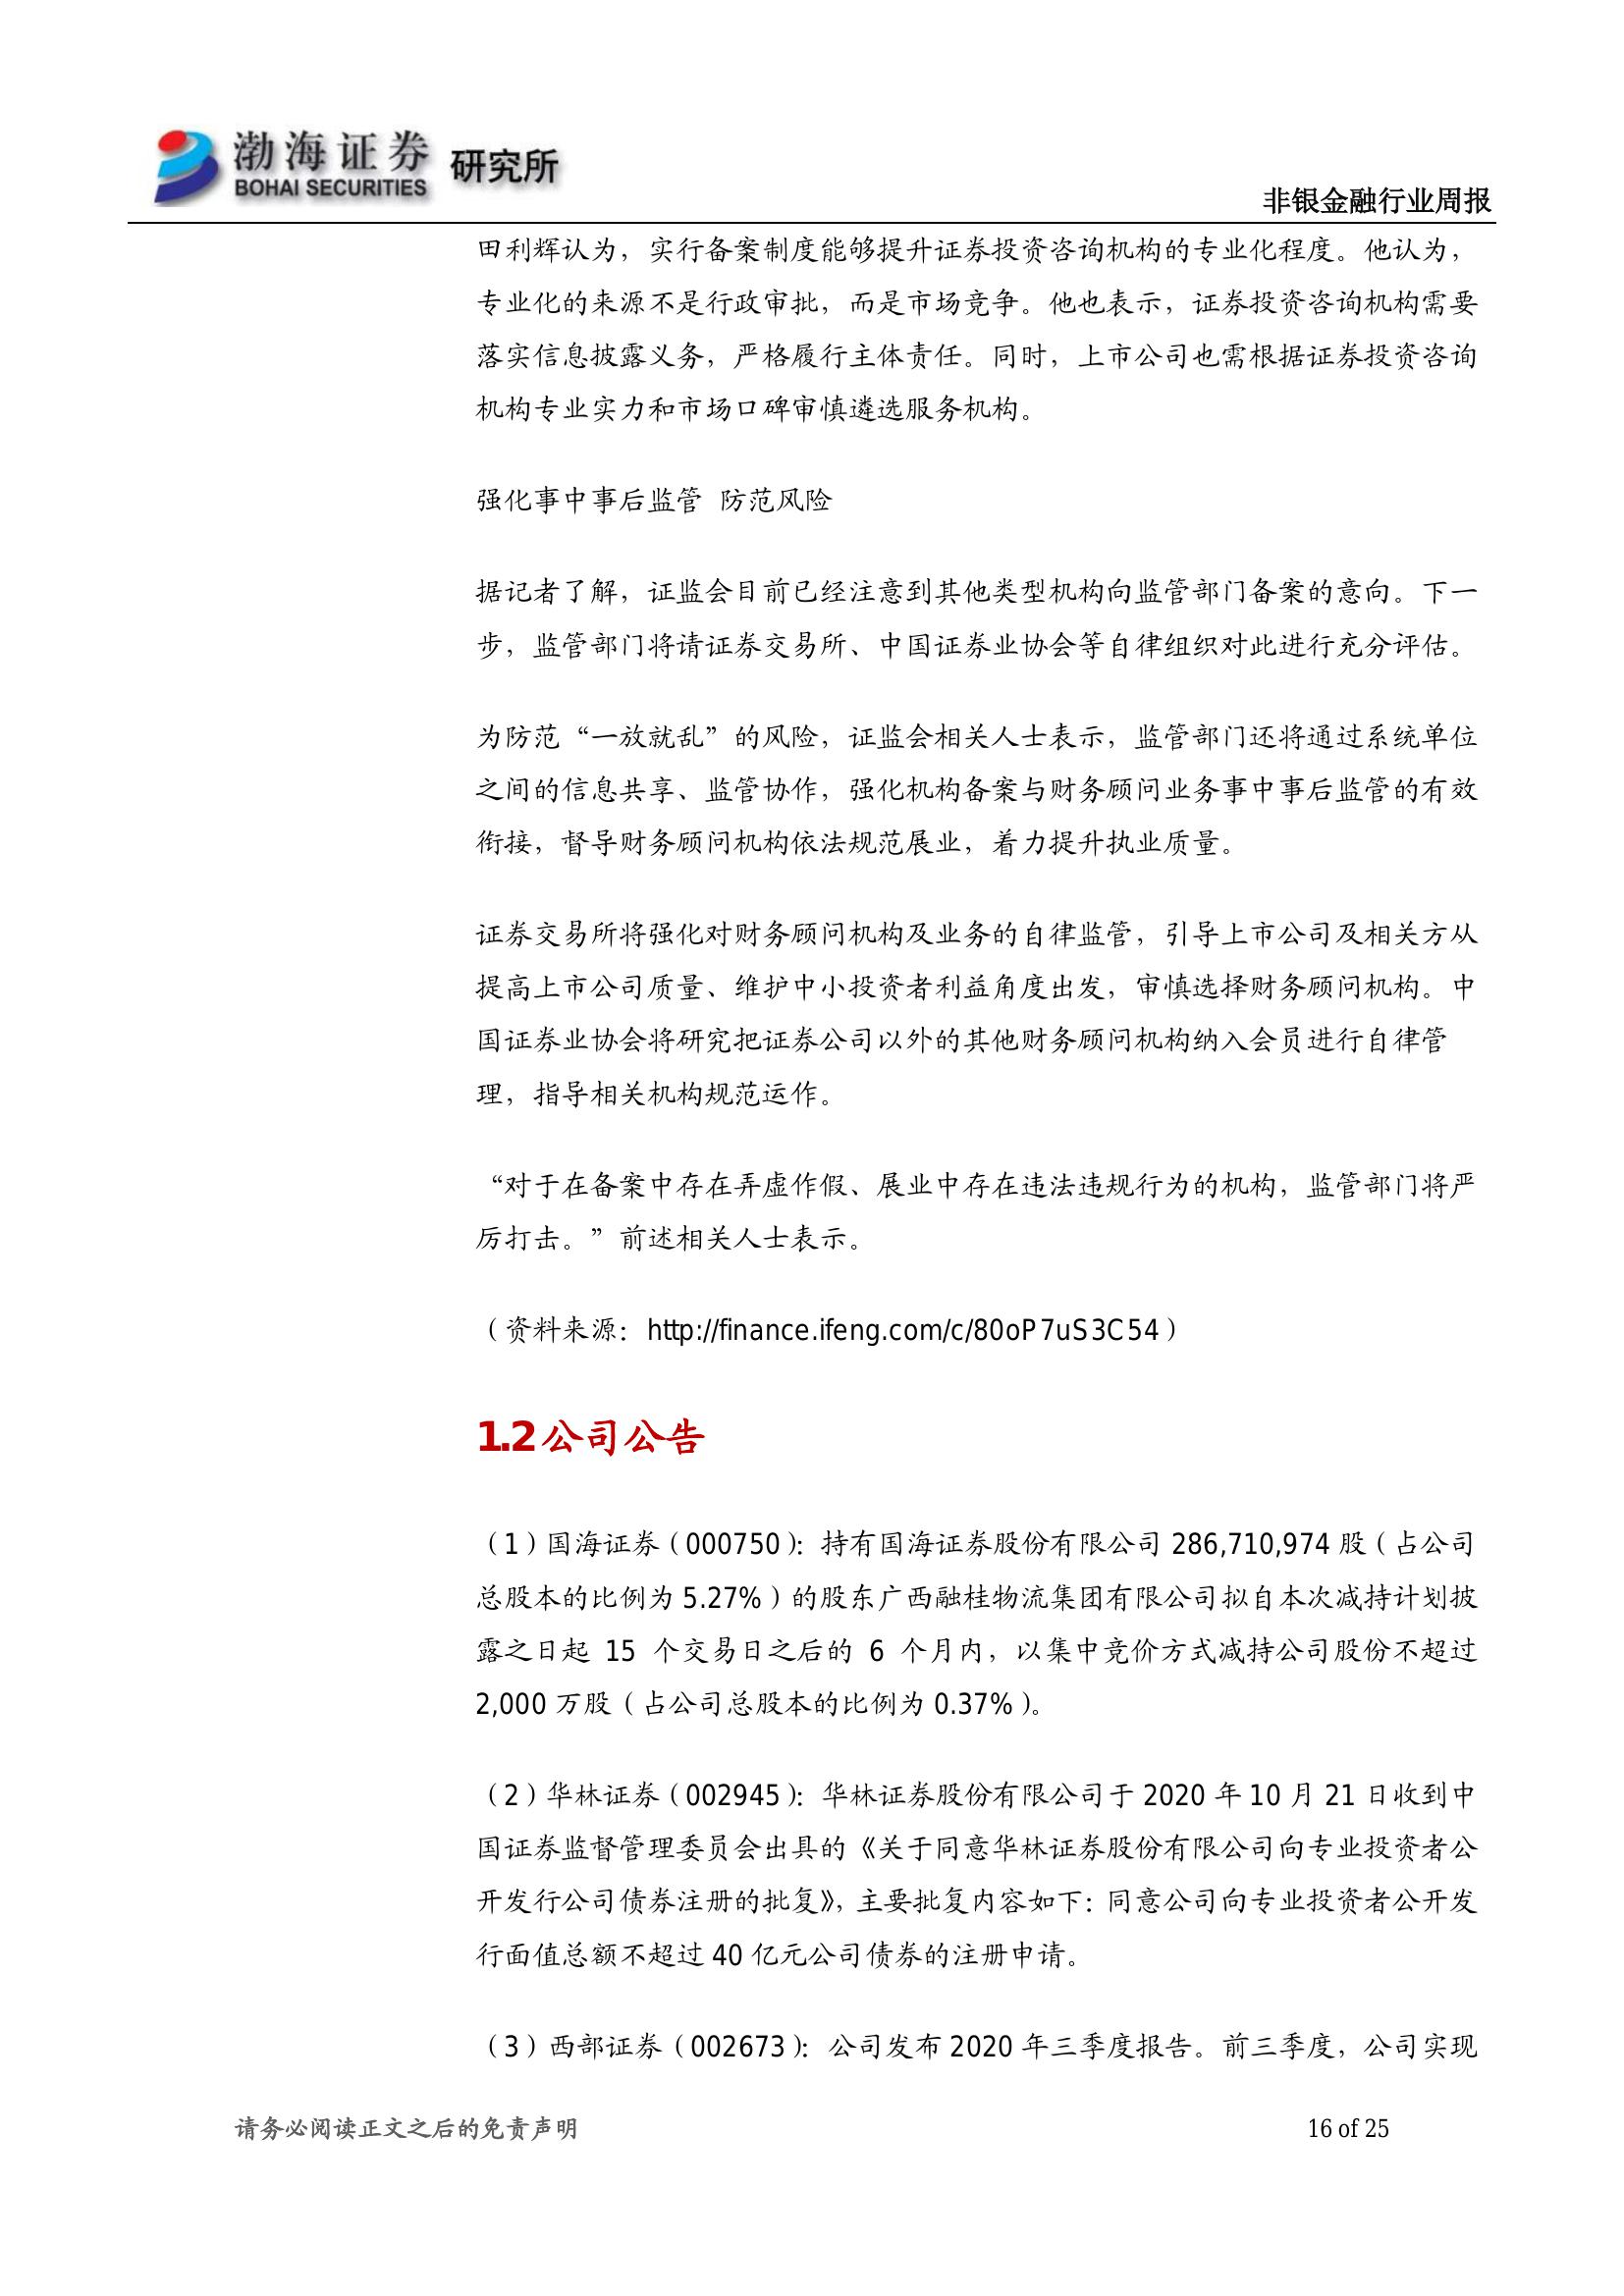 渤海证券
BOHAI SECURITIES
研究所
非银金融行业周报
田利辉认为，实行备案制度能够提升证券投资咨询机构的专业化程度。他认为，
专业化的来源不是行政审批，而是市场竞争。他也表示，证券投资咨询机构需要
落实信息披露义务，严格履行主体责任。同时，上市公司也需根据证券投资咨询
机构专业实力和市场口碑审慎遴选服务机构。
强化事中事后监管 防范风险
据记者了解，证监会目前已经注意到其他类型机构向监管部门备案的意向。下一
步，监管部门将请证券交易所、中国证券业协会等自律组织对此进行充分评估。
为防范“一放就乱”的风险，证监会相关人士表示，监管部门还将通过系统单位
之间的信息共享、监管协作，强化机构备案与财务顾问业务事中事后监管的有效
衔接，督导财务顾问机构依法规范展业，着力提升执业质量。
证券交易所将强化对财务顾问机构及业务的自律监管，引导上市公司及相关方从
提高上市公司质量、维护中小投资者利益角度出发，审慎选择财务顾问机构。中
国证券业协会将研究把证券公司以外的其他财务顾问机构纳入会员进行自律管
理，指导相关机构规范运作。
“对于在备案中存在弄虚作假、展业中存在违法违规行为的机构，监管部门将严
厉打击。”前述相关人士表示。
（资料来源：http://finance.ifeng.com/c/80oP7uS3C54）
1.2 公司公告
（1）国海证券（000750）：持有国海证券股份有限公司 286,710,974 股（占公司
总股本的比例为 5.27%）的股东广西融桂物流集团有限公司拟自本次减持计划披
露之日起 15 个交易日之后的 6 个月内，以集中竞价方式减持公司股份不超过
2,000 万股（占公司总股本的比例为 0.37%）。
（2）华林证券（002945）：华林证券股份有限公司于 2020 年 10 月 21 日收到中
国证券监督管理委员会出具的《关于同意华林证券股份有限公司向专业投资者公
开发行公司债券注册的批复》，主要批复内容如下：同意公司向专业投资者公开发
行面值总额不超过 40 亿元公司债券的注册申请。
（3）西部证券（002673）：公司发布 2020 年三季度报告。前三季度，公司实现
请务必阅读正文之后的免责声明
16 of 25